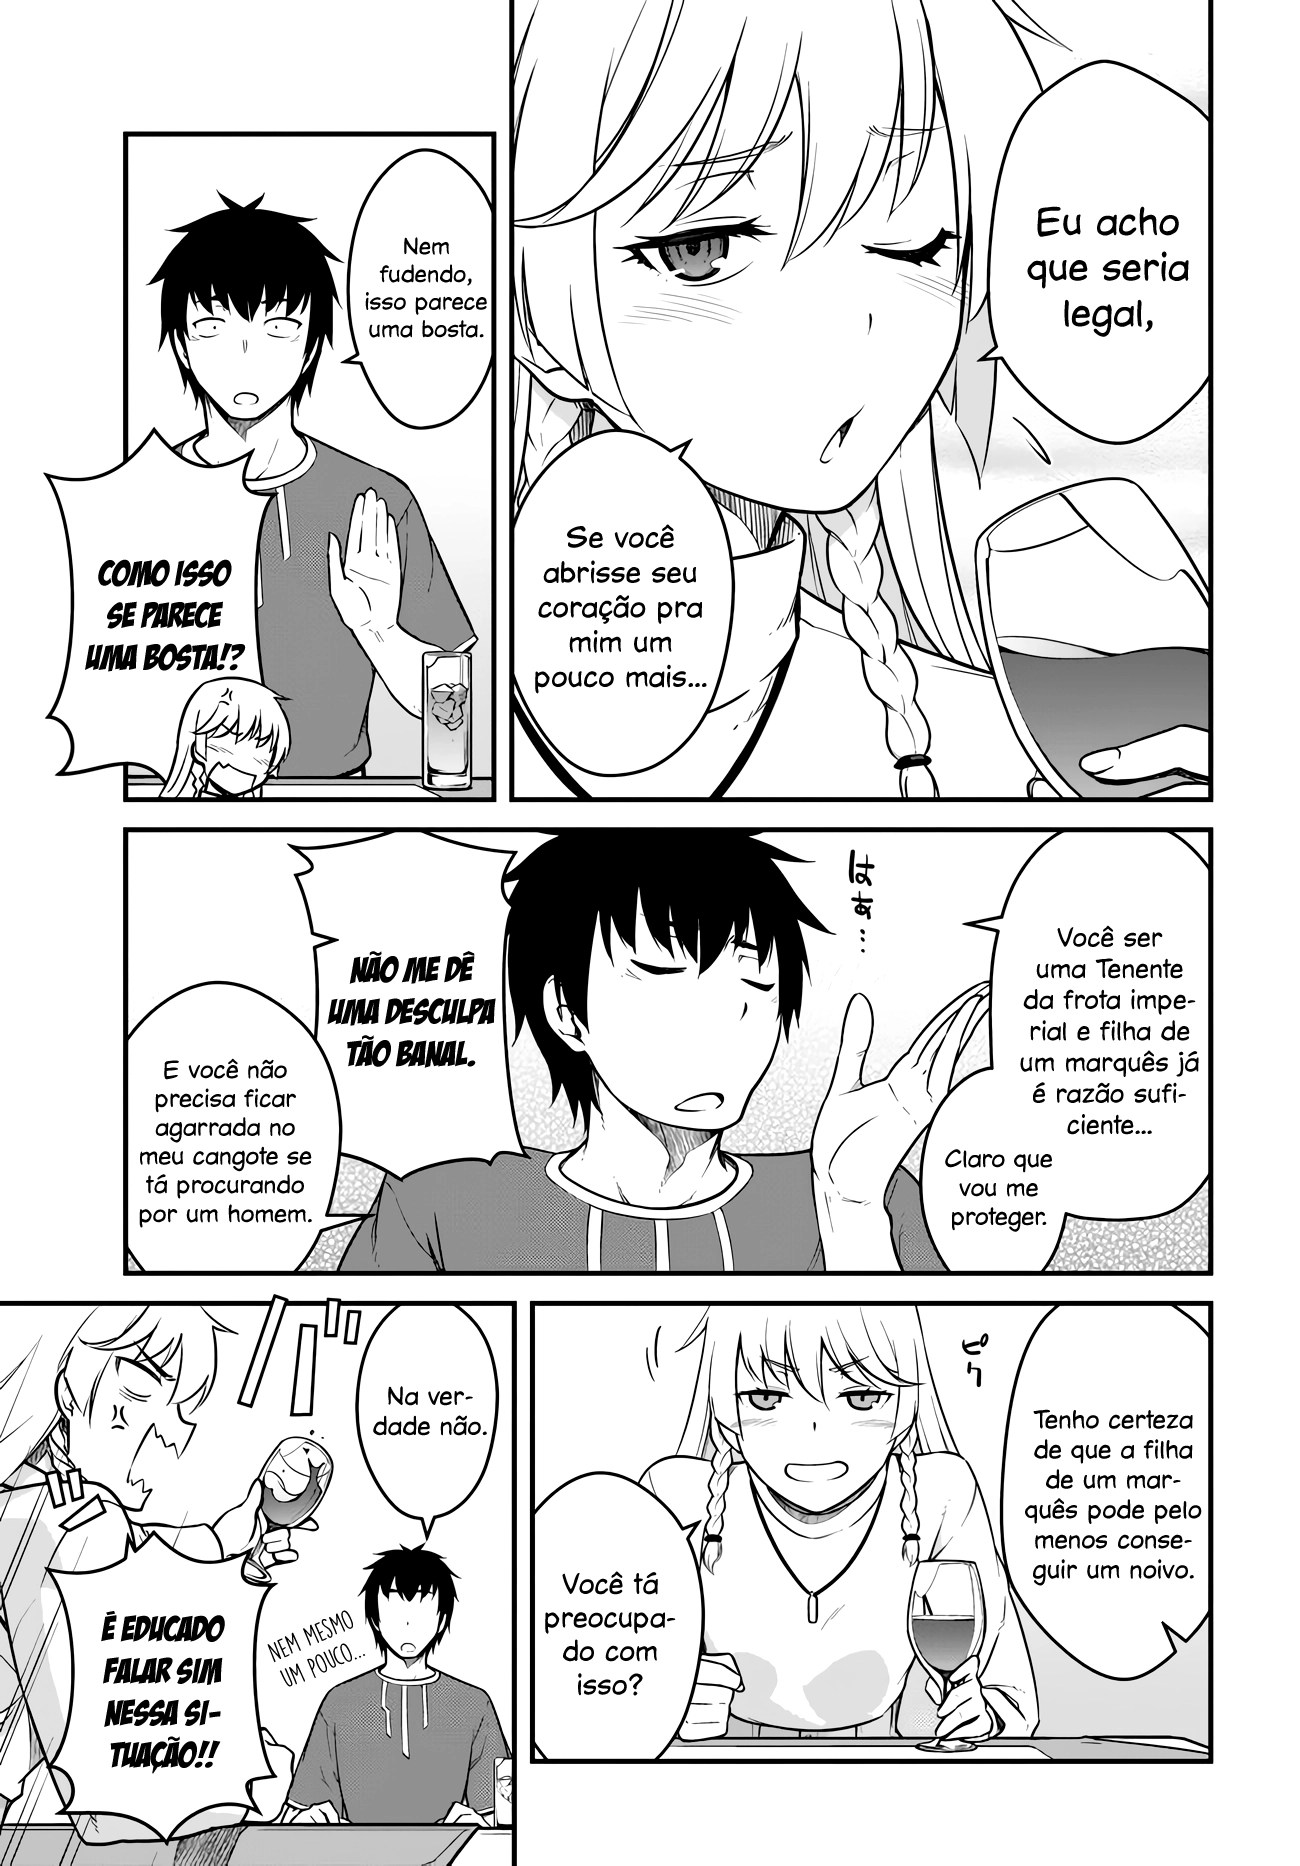 Eu acho
que seria
legal,
Se você
abrisse seu
coração pra
mim um
pouco mais...
Nem
fudendo,
isso parece
uma bosta.
COMO ISSO
SE PARECE
UMA BOSTA!?
Você ser
uma Tenente
da frota impe-
rial e filha de
um marquês já
é razão sufi-
ciente...
Claro que
vou me
proteger.
NÃO ME DÊ
UMA DESCULPA
TÃO BANAL.
E você não
precisa ficar
agarrada no
meu cangote se
tá procurando
por um homem.
Tenho certeza
de que a filha
de um mar-
quês pode pelo
menos conse-
guir um noivo.
ピク
Você tá
preocupa-
do com
isso?
Na ver-
dade não.
NEM MESMO
UM POUCO...
É EDUCADO
FALAR SIM
NESSA SI-
TUAÇÃO!!